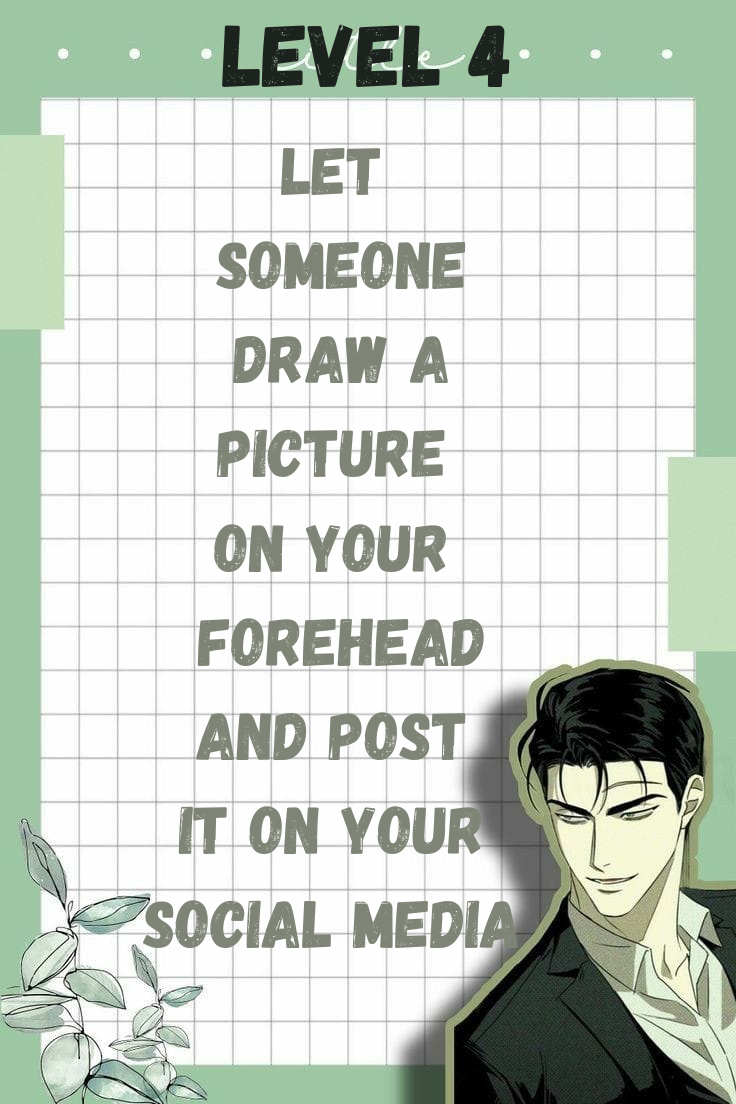 LEVEL 4
LET
SOMEONE
DRAW A
PICTURE
ON YOUR
FOREHEAD
AND POST
IT ON YOUR
SOCIAL MEDIA